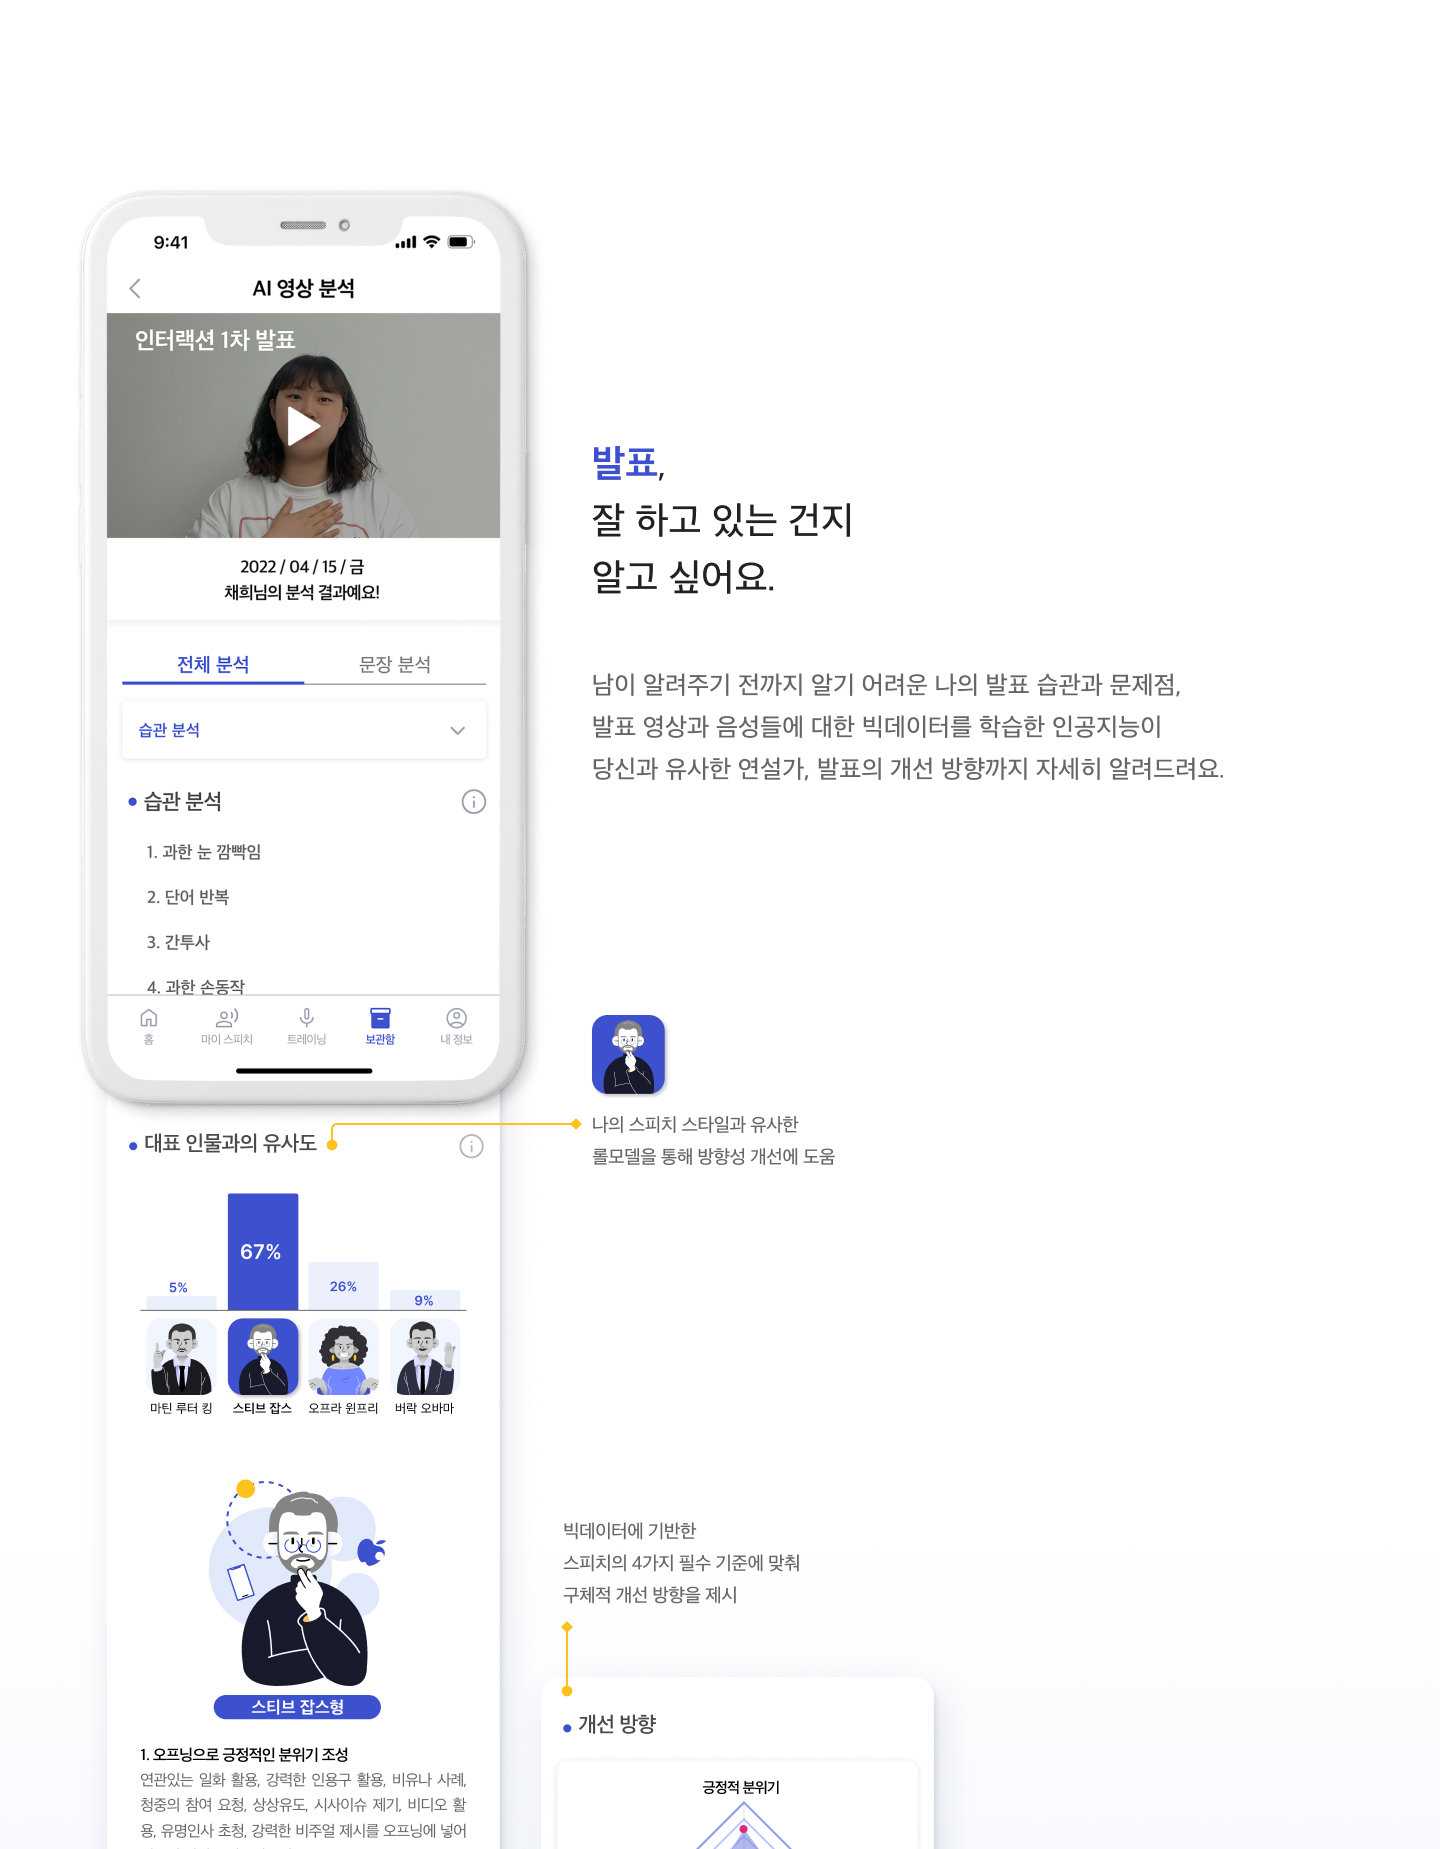 9:41
AI 영상 분석
인터랙션 1차 발표
2022 / 04 / 15 / 금
채희님의 분석 결과예요!
전체 분석
문장 분석
습관 분석
습관 분석
1. 과한 눈 깜빡임
2. 단어 반복
3. 간투사
4. 과한 손동작
홈
마이 스피치
트레이닝
보관함
내 정보
발표,
잘 하고 있는 건지
알고 싶어요.
남이 알려주기 전까지 알기 어려운 나의 발표 습관과 문제점,
발표 영상과 음성들에 대한 빅데이터를 학습한 인공지능이
당신과 유사한 연설가, 발표의 개선 방향까지 자세히 알려드려요.
나의 스피치 스타일과 유사한
롤모델을 통해 방향성 개선에 도움
대표 인물과의 유사도
5%
67%
26%
9%
마틴 루터 킹
스티브 잡스
오프라 윈프리
버락 오바마
스티브 잡스형
1. 오프닝으로 긍정적인 분위기 조성
연관있는 일화 활용, 강력한 인용구 활용, 비유나 사례,
청중의 참여 요청, 상상유도, 시사이슈 제기, 비디오 활
용, 유명인사 초청, 강력한 비주얼 제시를 오프닝에 넣어
빅데이터에 기반한
스피치의 4가지 필수 기준에 맞춰
구체적 개선 방향을 제시
개선 방향
긍정적 분위기